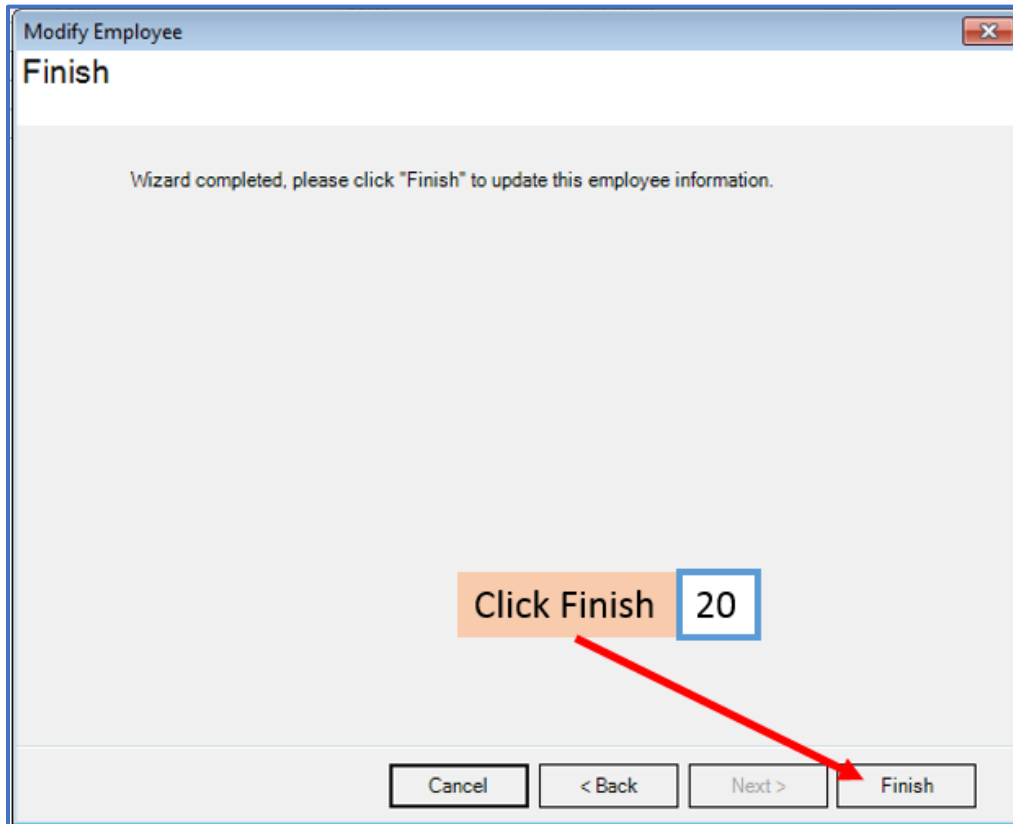 Modify Employee
Finish
Wizard completed, please click "Finish" to update this employee information.
Click Finish 20
Cancel < Back Next > Finish